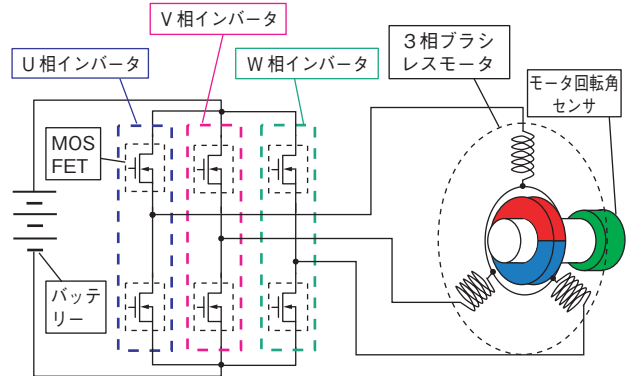 V相インバータ
U相インバータ
W相インバータ
3相ブラシ
レスモータ
モータ回転角
センサ
MOS
FET
バッテ
リー